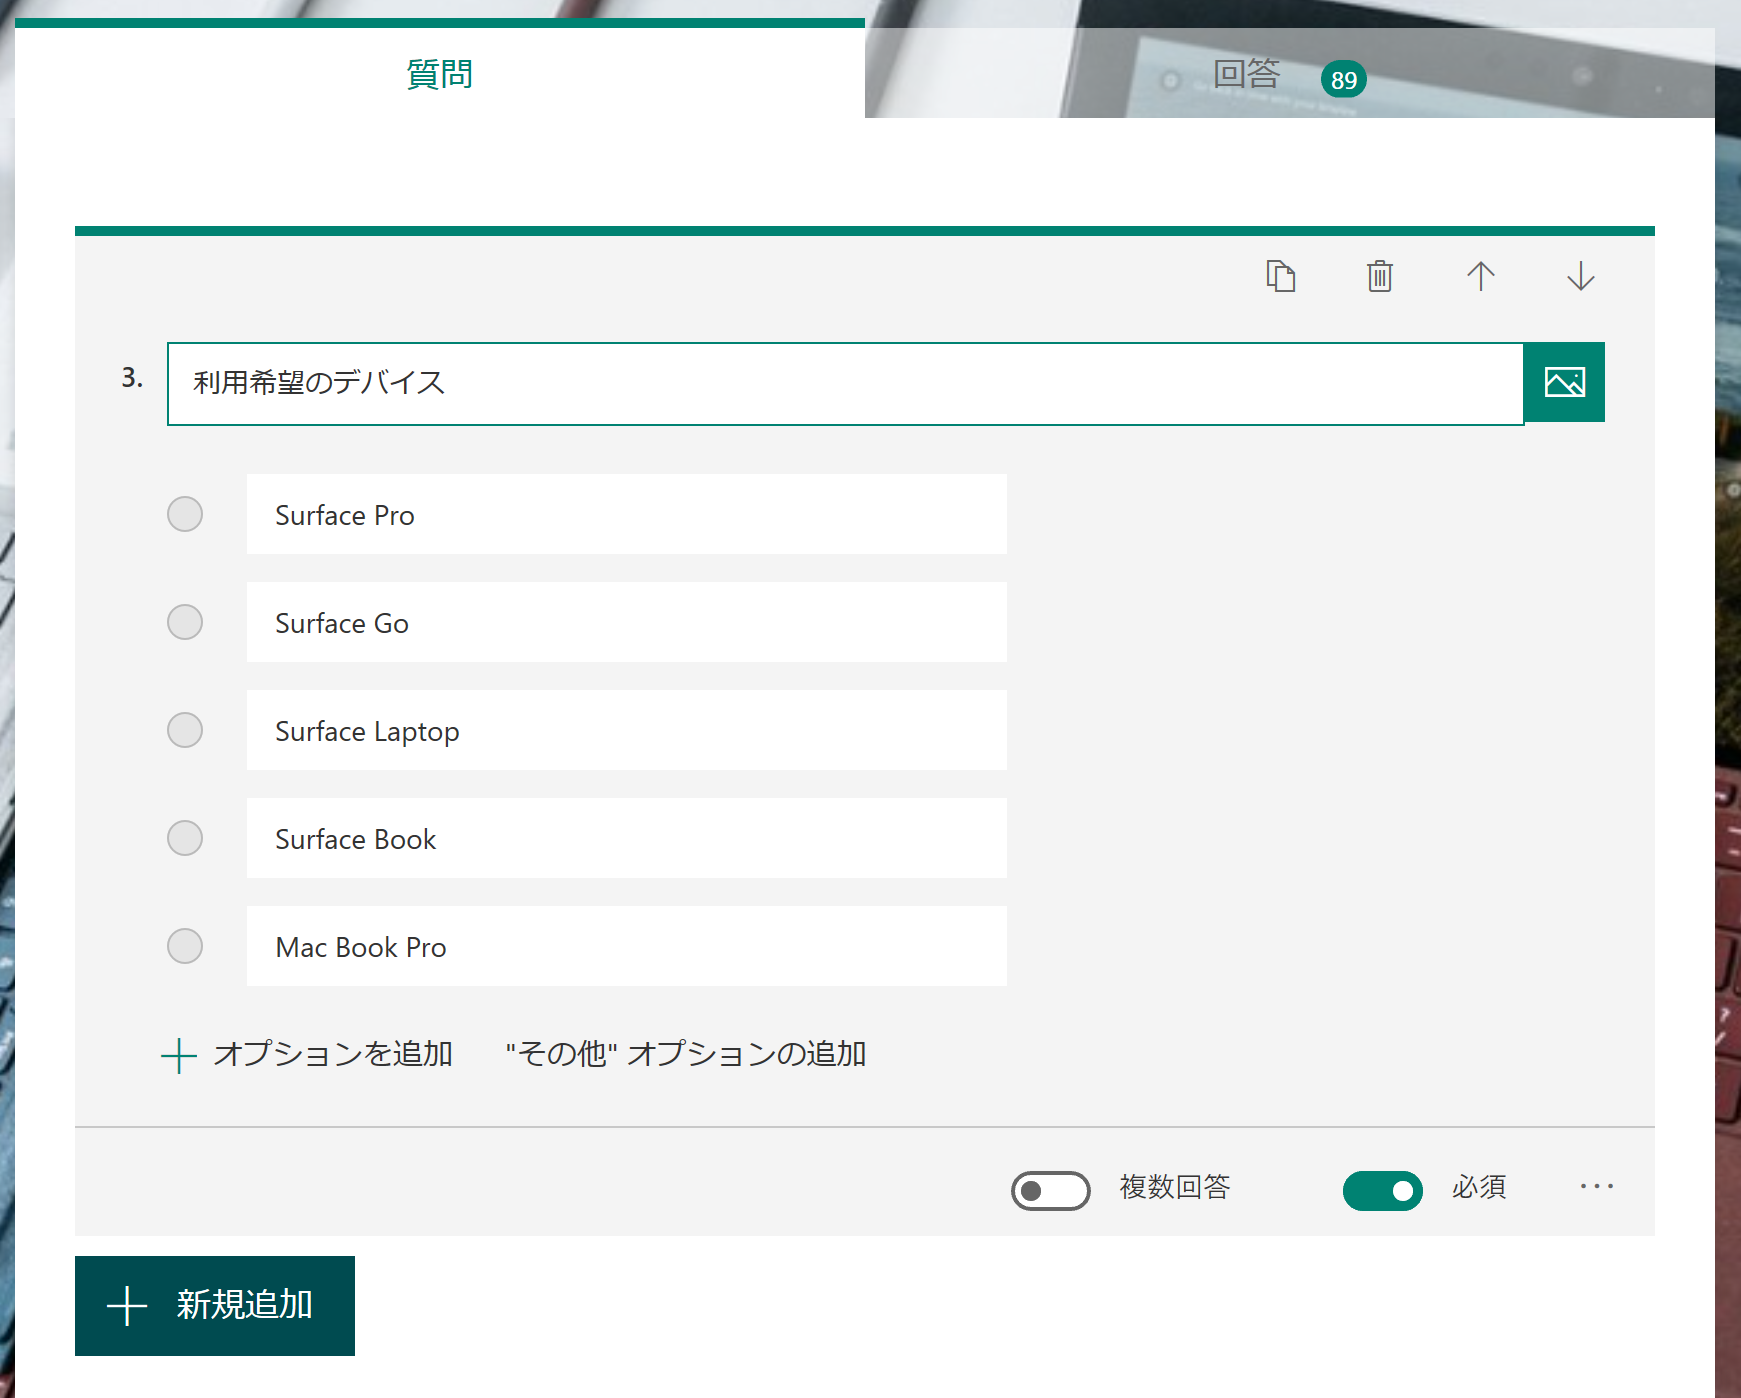 質問
回答 89
3. 利用希望のデバイス
Surface Pro
Surface Go
Surface Laptop
Surface Book
Mac Book Pro
オプションを追加 "その他" オプションの追加
複数回答 必須 ...
新規追加